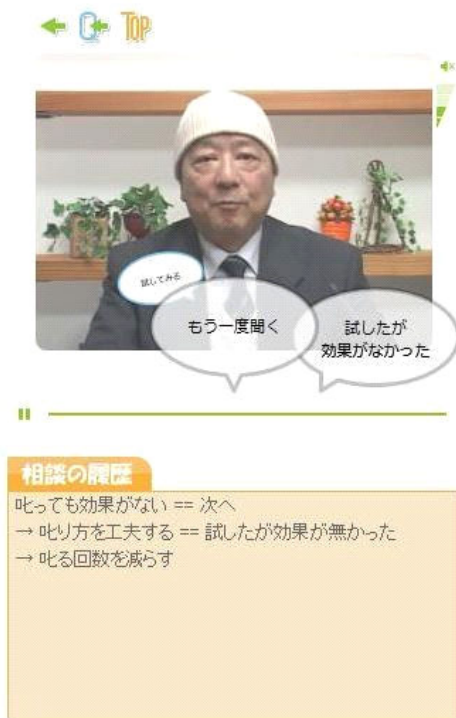 TOP
試してみる
もう一度聞く
試したが
効果がなかった
相談の履歴
叱っても効果がない == 次へ
→ 叱り方を工夫する == 試したが効果が無かった
→ 叱る回数を減らす